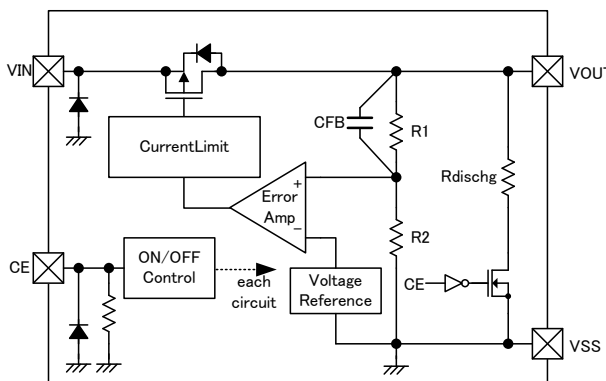 VIN
VOUT
CFB
R1
CurrentLimit
Rdischg
+
Error
Amp
−
R2
CE
ON/OFF
Control
each
circuit
Voltage
Reference
CE
VSS